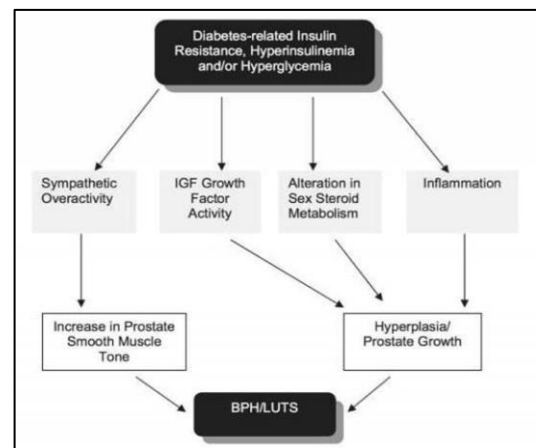 Diabetes-related Insulin
Resistance, Hyperinsulinemia
and/or Hyperglycemia
Sympathetic
Overactivity
IGF Growth
Factor
Activity
Alteration in
Sex Steroid
Metabolism
Inflammation
Increase in Prostate
Smooth Muscle
Tone
Hyperplasia/
Prostate Growth
BPH/LUTS